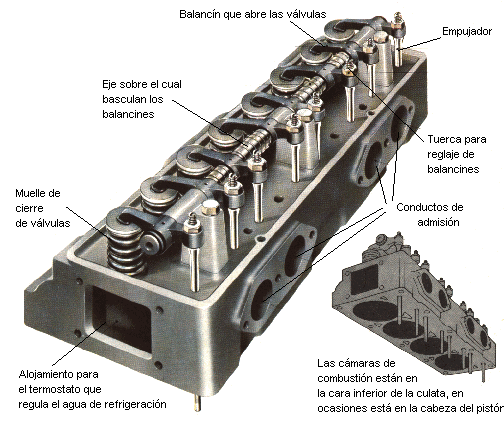 Balancín que abre las válvulas
Empujador
Eje sobre el cual
basculan los
balancines
Tuerca para
reglaje de
balancines
Muelle de
cierre
de válvulas
Conductos de
admisión
Alojamiento para
el termostato que
regula el agua de refrigeración
Las cámaras de
combustión están en
la cara inferior de la culata, en
ocasiones está en la cabeza del pistón